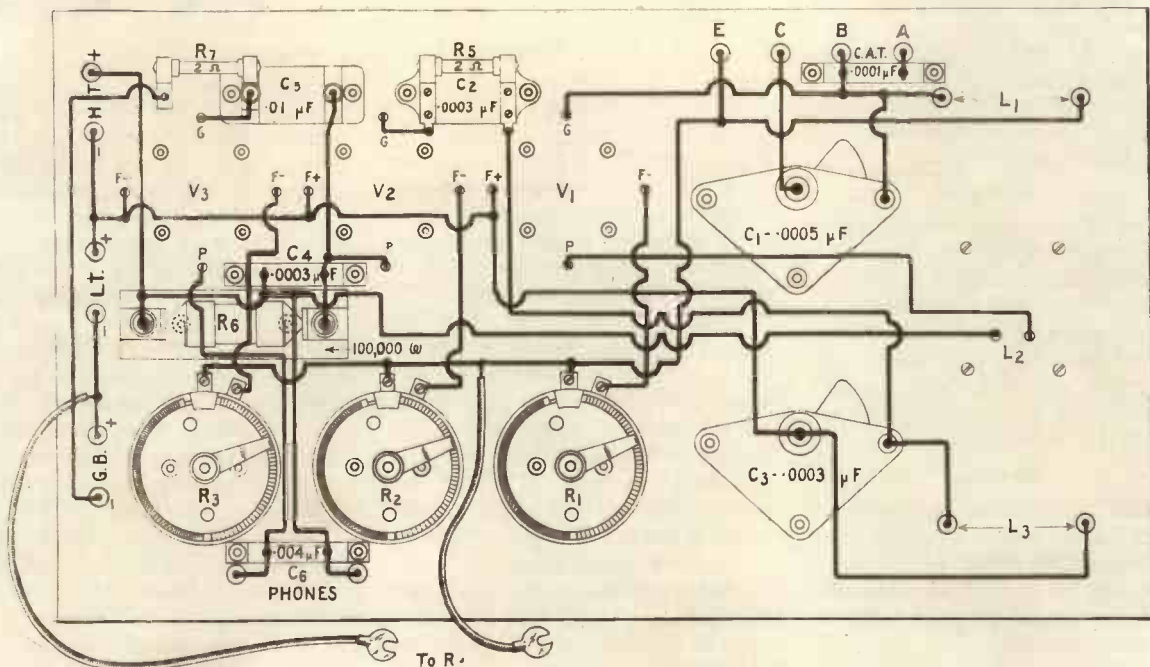 E C B A
C.A.T.
·0001 µF
L1
R7
2 Ω
C5
·01 µF
G
R5
2 Ω
C2
·0003 µF
G
G
+
H.T.
-
F-
V3
F-
F+
V2
F-
F+
V1
F-
C1-·0005 µF
+
L.T.
-
P
C4
·0003 µF
P
P
R6
100,000 ω
L2
+
G.B.
-
R3
R2
R1
C3-·0003 µF
L3
·004 µF
C6
PHONES
To R